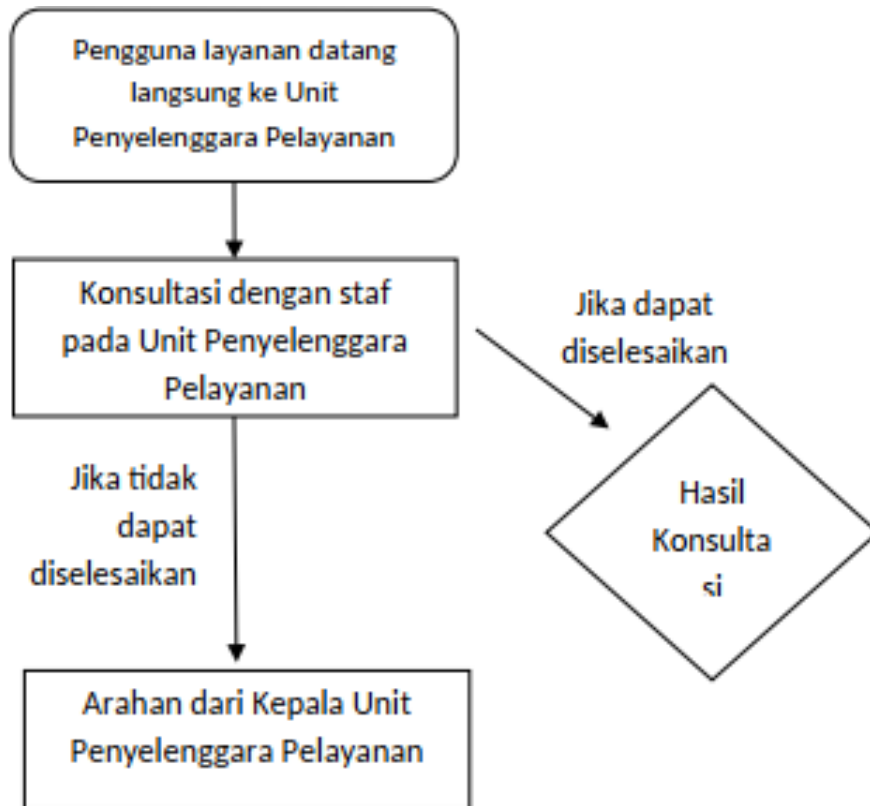 Pengguna layanan datang
langsung ke Unit
Penyelenggara Pelayanan
Konsultasi dengan staf
pada Unit Penyelenggara
Pelayanan
Jika dapat
diselesaikan
Jika tidak
dapat
diselesaikan
Hasil
Konsulta
si
Arahan dari Kepala Unit
Penyelenggara Pelayanan